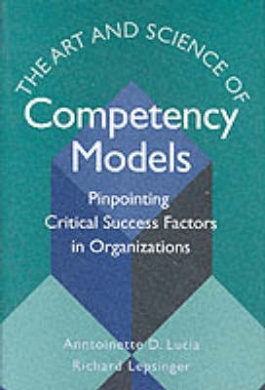 THE ART AND SCIENCE OF
Competency
Models
Pinpointing
Critical Success Factors
in Organizations
Anntoinette D. Lucia
Richard Lepsinger